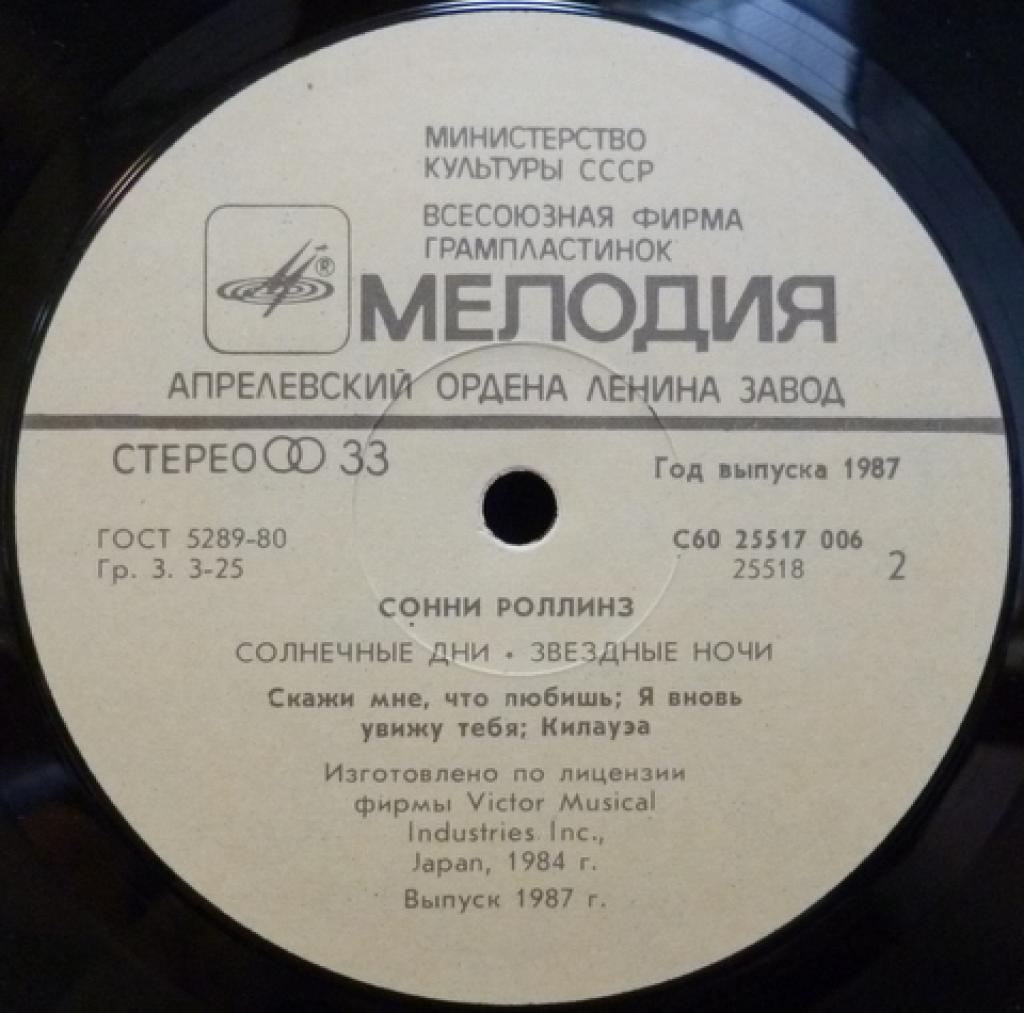 МИНИСТЕРСТВО
КУЛЬТУРЫ СССР
ВСЕСОЮЗНАЯ ФИРМА
ГРАМПЛАСТИНОК
®
МЕЛОДИЯ
АПРЕЛЕВСКИЙ ОРДЕНА ЛЕНИНА ЗАВОД
СТЕРЕО 33
Год выпуска 1987
ГОСТ 5289-80
Гр. 3. 3-25
С60 25517 006
25518 2
СОННИ РОЛЛИНЗ
СОЛНЕЧНЫЕ ДНИ • ЗВЕЗДНЫЕ НОЧИ
Скажи мне, что любишь; Я вновь
увижу тебя; Килауэа
Изготовлено по лицензии
фирмы Victor Musical
Industries Inc.,
Japan, 1984 г.
Выпуск 1987 г.